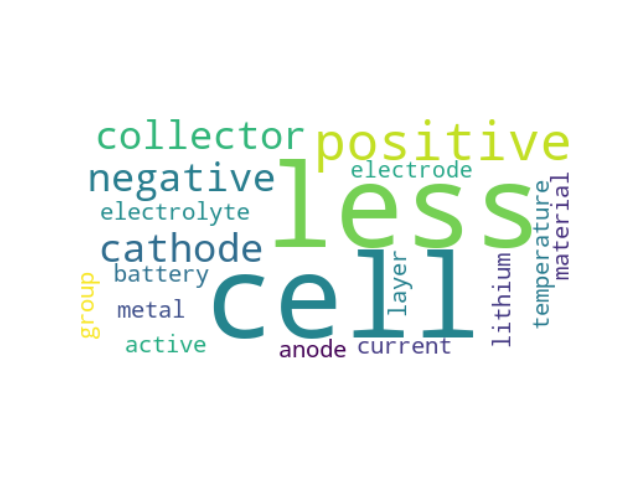 collector
positive
negative
electrode
less
electrolyte
cathode
battery
cell
layer
group
metal
lithium
temperature
material
active
anode
current